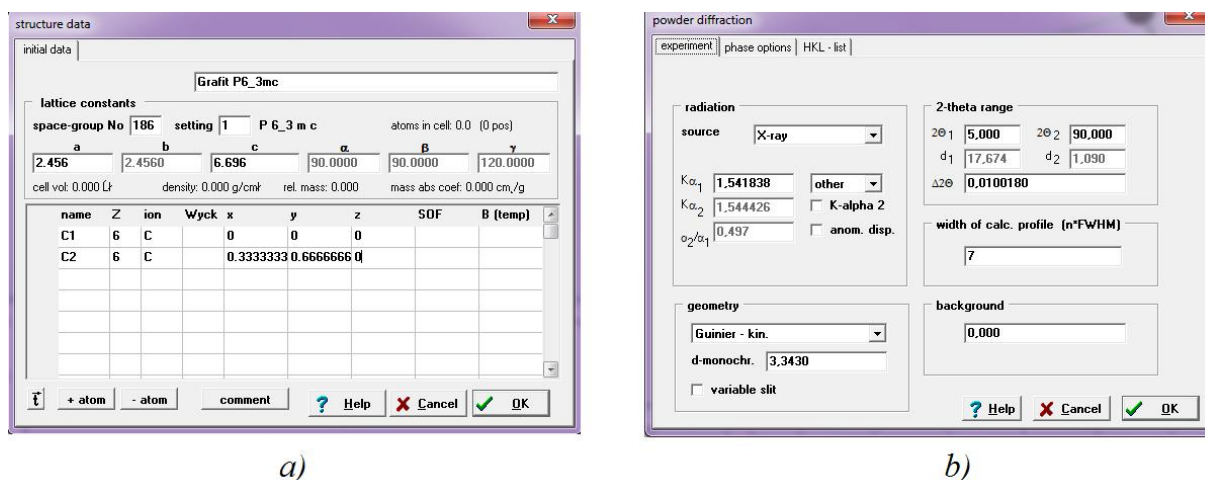 structure data
initial data
Grafit P6_3mc
lattice constants
space-group No 186 setting 1 P 6_3 m c atoms in cell: 0.0 (0 pos)
a b c α β γ
2.456 2.4560 6.696 90.0000 90.0000 120.0000
cell vol: 0.000 density: 0.000 g/cmł rel. mass: 0.000 mass abs coef: 0.000 cm,/g
name Z ion Wyck x y z SOF B (temp)
C1 6 C 0 0 0
C2 6 C 0.3333333 0.6666666 0
t + atom - atom comment ? Help Cancel OK
a)
powder diffraction
experiment phase options HKL - list
radiation
source X-ray
Kα1 1,541838 other
Kα2 1,544426 K-alpha 2
α2/α1 0,497 anom. disp.
geometry
Guinier - kin.
d-monochr. 3,3430
variable slit
2-theta range
2Θ1 5,000 2Θ2 90,000
d1 17,674 d2 1,090
Δ2Θ 0,0100180
width of calc. profile (n*FWHM)
7
background
0,000
? Help Cancel OK
b)